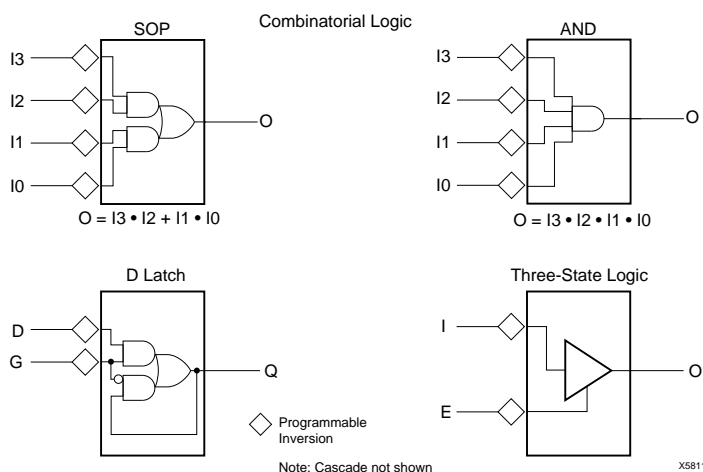 Combinatorial Logic
SOP
I3
I2
I1
I0
O
O = I3 • I2 + I1 • I0
AND
I3
I2
I1
I0
O
O = I3 • I2 • I1 • I0
D Latch
D
G
Q
Three-State Logic
I
E
O
Programmable
Inversion
Note: Cascade not shown